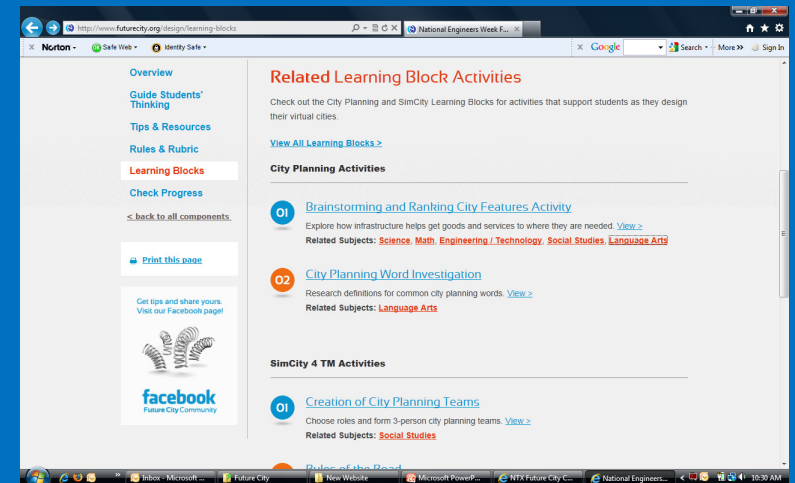 http://www.futurecity.org/design/learning-blocks
National Engineers Week F...
Norton
Safe Web
Identity Safe
Google
Search
More >>
Sign In
Overview
Guide Students'
Thinking
Tips & Resources
Rules & Rubric
Learning Blocks
Check Progress
< back to all components
Print this page
Get tips and share yours.
Visit our Facebook page!
facebook
Future City Community
Related Learning Block Activities
Check out the City Planning and SimCity Learning Blocks for activities that support students as they design
their virtual cities.
View All Learning Blocks >
City Planning Activities
01 Brainstorming and Ranking City Features Activity
Explore how infrastructure helps get goods and services to where they are needed. View >
Related Subjects: Science, Math, Engineering / Technology, Social Studies, Language Arts
02 City Planning Word Investigation
Research definitions for common city planning words. View >
Related Subjects: Language Arts
SimCity 4 TM Activities
01 Creation of City Planning Teams
Choose roles and form 3-person city planning teams. View >
Related Subjects: Social Studies
Rules of the Road
Inbox - Microsoft ...
Future City
New Website
Microsoft PowerP...
NTX Future City C...
National Engineers...
10:30 AM